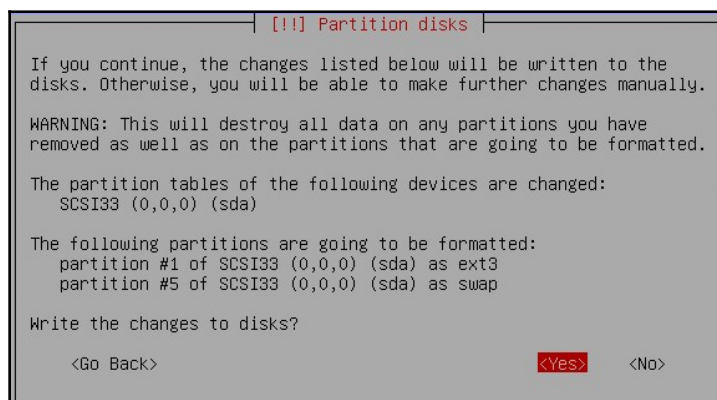 [!!] Partition disks
If you continue, the changes listed below will be written to the
disks. Otherwise, you will be able to make further changes manually.
WARNING: This will destroy all data on any partitions you have
removed as well as on the partitions that are going to be formatted.
The partition tables of the following devices are changed:
SCSI33 (0,0,0) (sda)
The following partitions are going to be formatted:
partition #1 of SCSI33 (0,0,0) (sda) as ext3
partition #5 of SCSI33 (0,0,0) (sda) as swap
Write the changes to disks?
<Go Back> <Yes> <No>